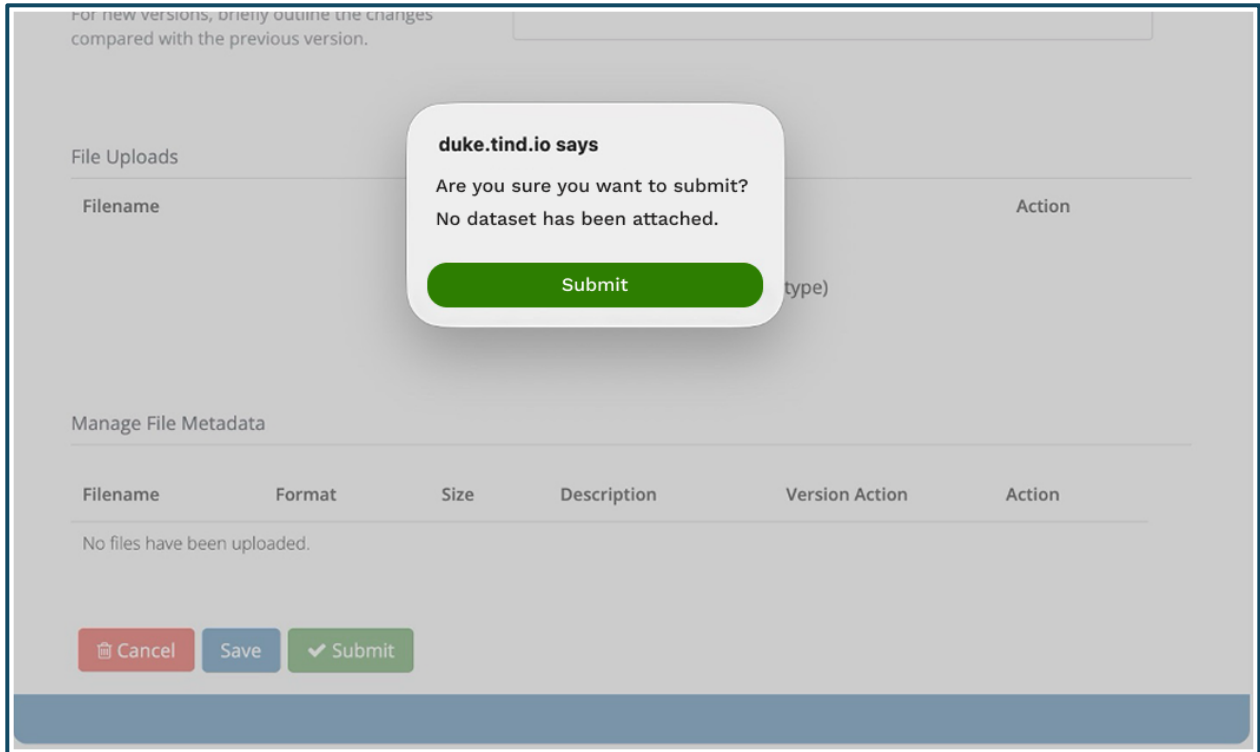 For new versions, briefly outline the changes
compared with the previous version.
duke.tind.io says
Are you sure you want to submit?
No dataset has been attached.
Submit
File Uploads
Filename Action
type)
Manage File Metadata
Filename Format Size Description Version Action Action
No files have been uploaded.
Cancel Save Submit